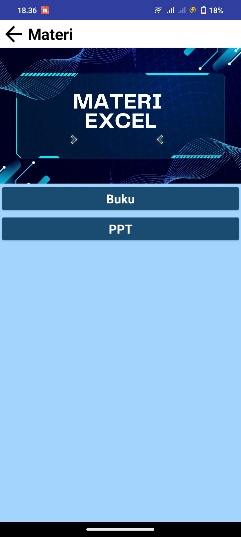 18.36
18%
Materi
MATERI
EXCEL
Buku
PPT